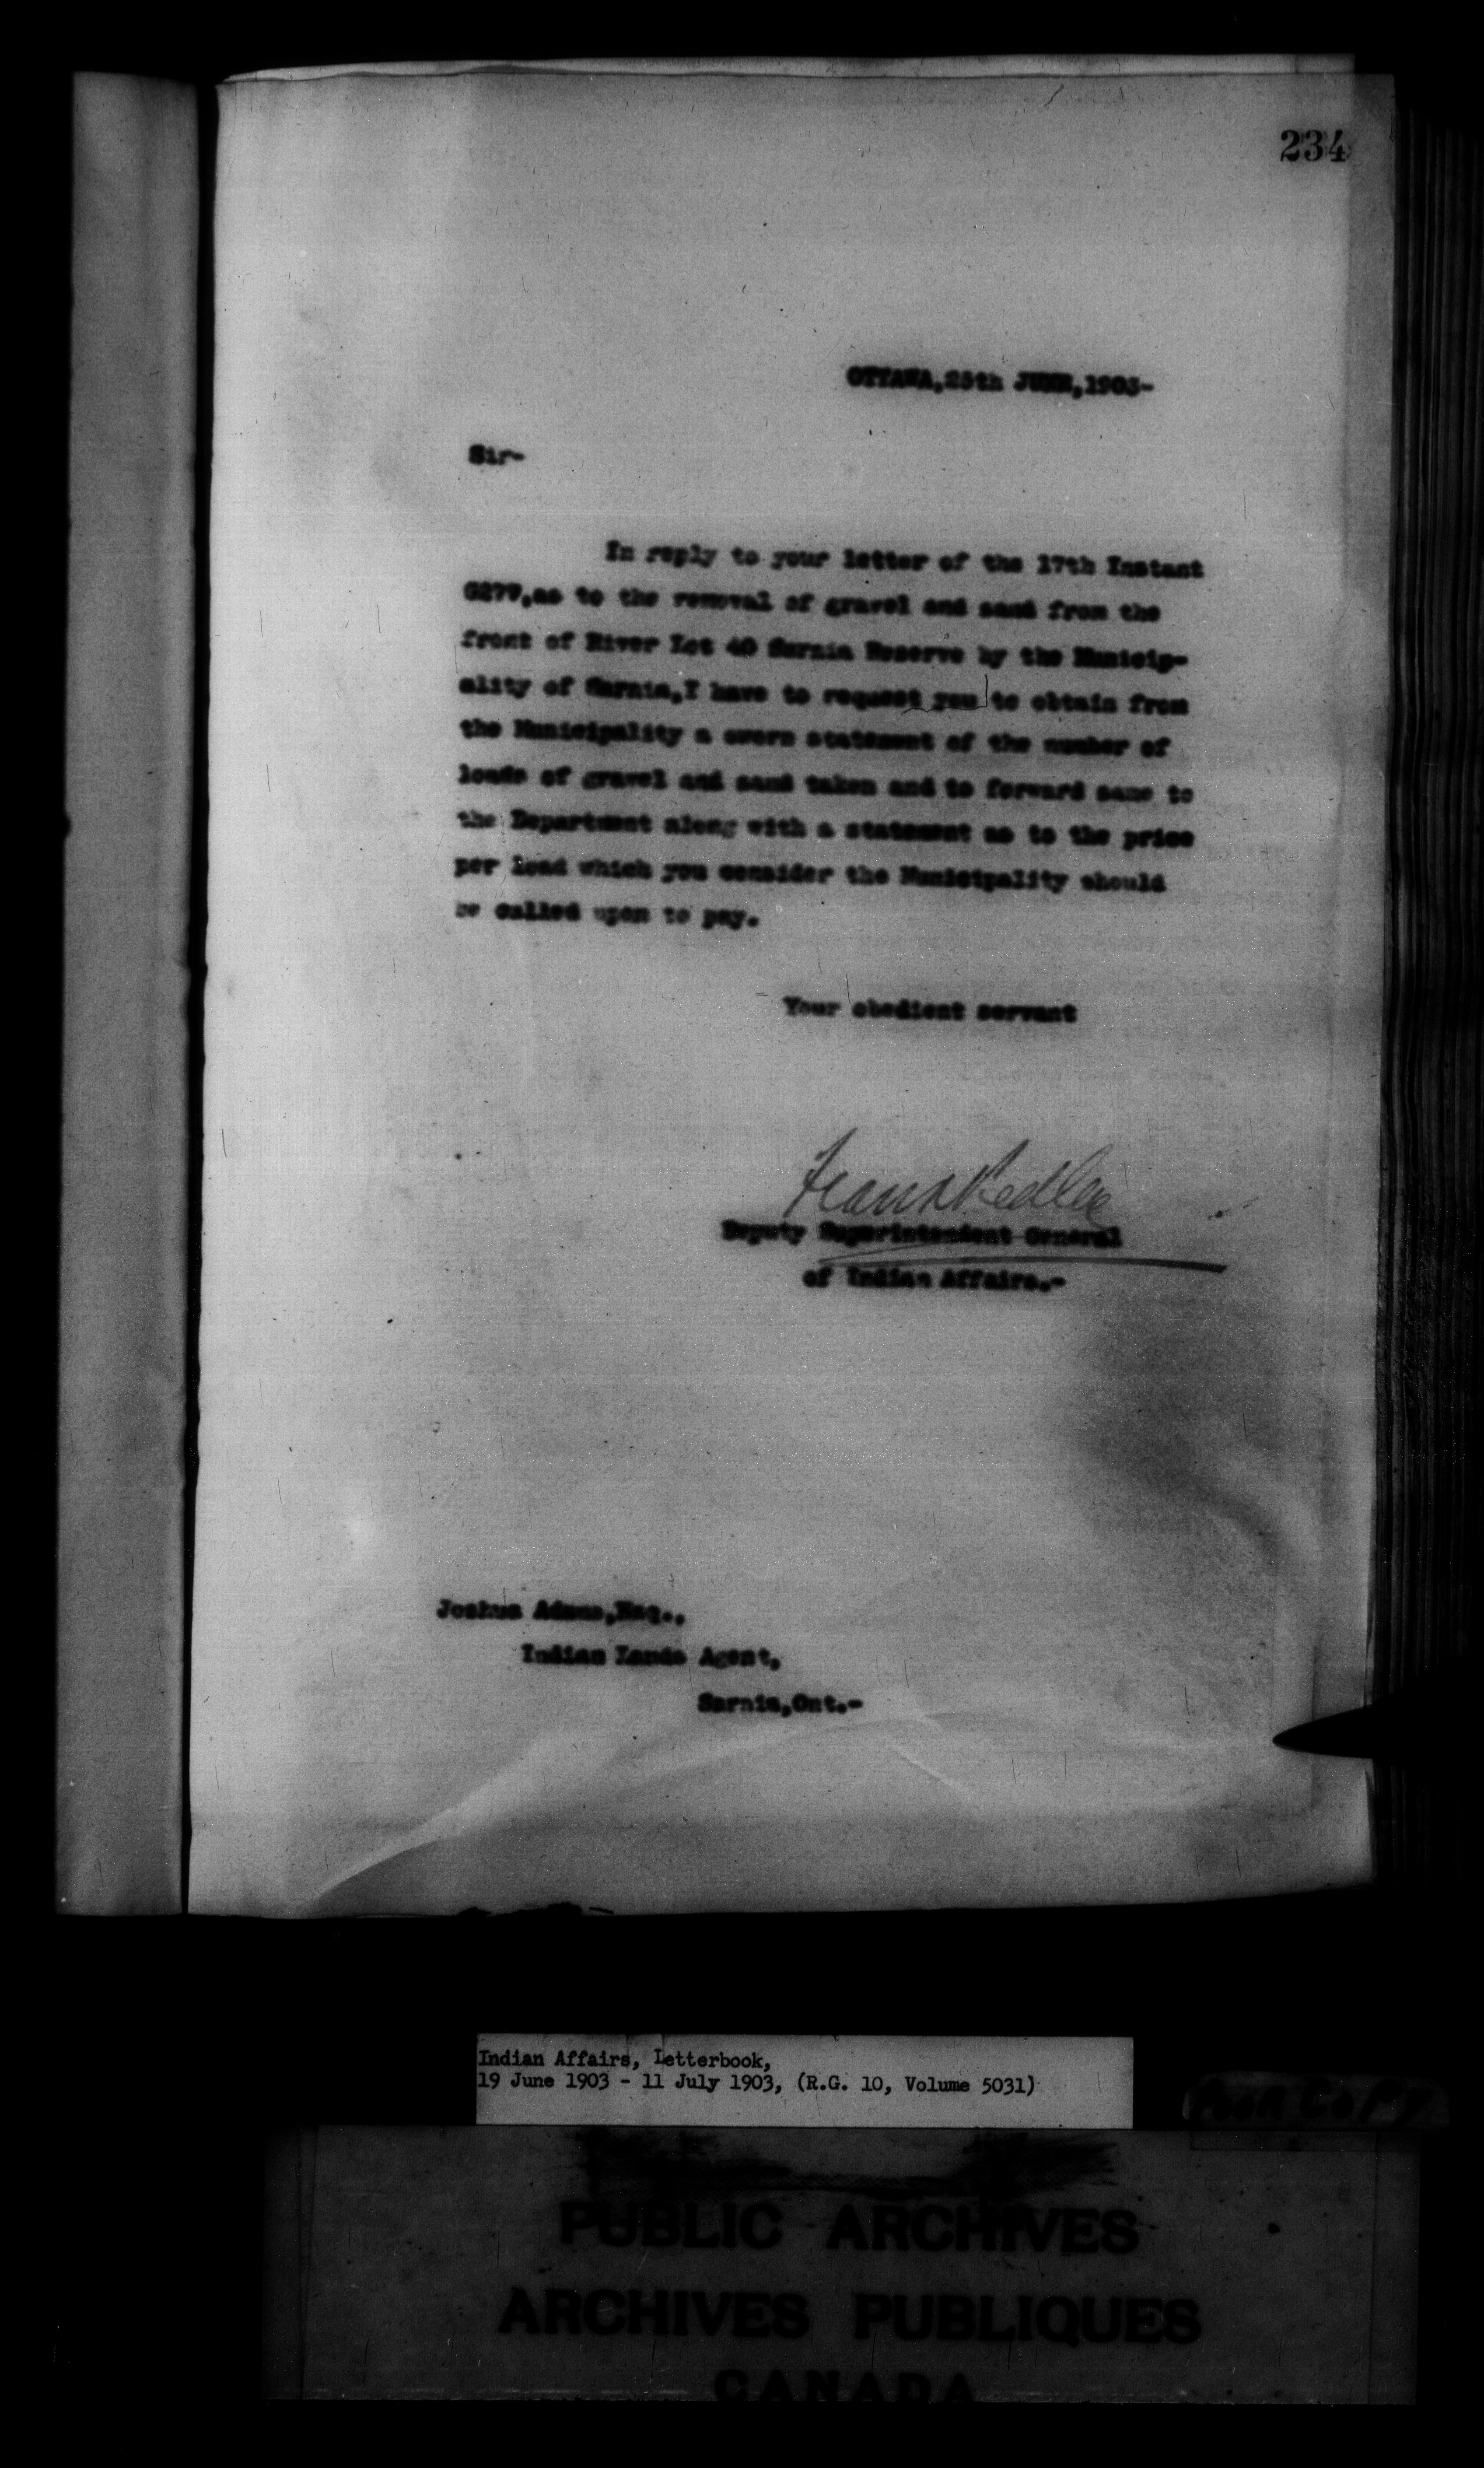 234
OTTAWA, 25th JUNE, 1903-
Sir-
In reply to your letter of the 17th Instant
G277, as to the removal of gravel and sand from the
front of River Lot 40 Sarnia Reserve by the Municip-
ality of Sarnia, I have to request you to obtain from
the Municipality a sworn statement of the number of
loads of gravel and sand taken and to forward same to
the Department along with a statement as to the price
per load which you consider the Municipality should
be called upon to pay.
Your obedient servant
Frank Pedley
Deputy Superintendent General
of Indian Affairs.-
Joshua Adams, Esq.,
Indian Lands Agent,
Sarnia, Ont.-
Indian Affairs, Letterbook,
19 June 1903 - 11 July 1903, (R.G. 10, Volume 5031)
Poor Copy
PUBLIC ARCHIVES
ARCHIVES PUBLIQUES
CANADA